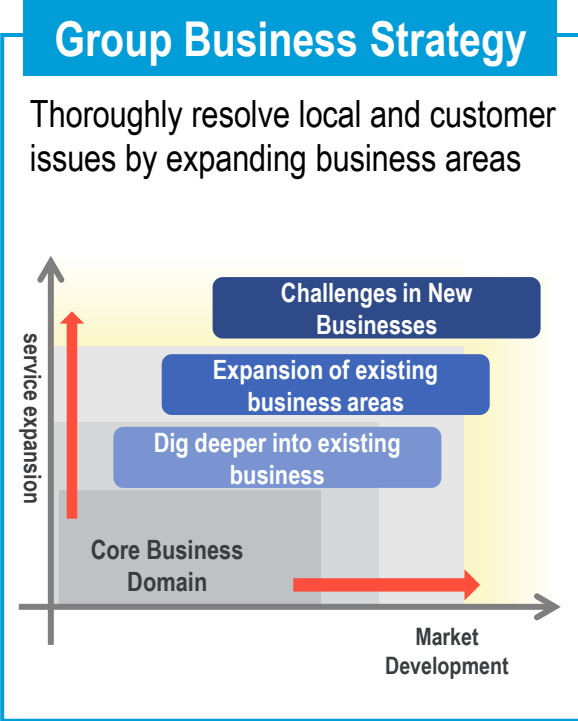 Group Business Strategy
Thoroughly resolve local and customer
issues by expanding business areas
Challenges in New
Businesses
Expansion of existing
business areas
Dig deeper into existing
business
service expansion
Core Business
Domain
Market
Development